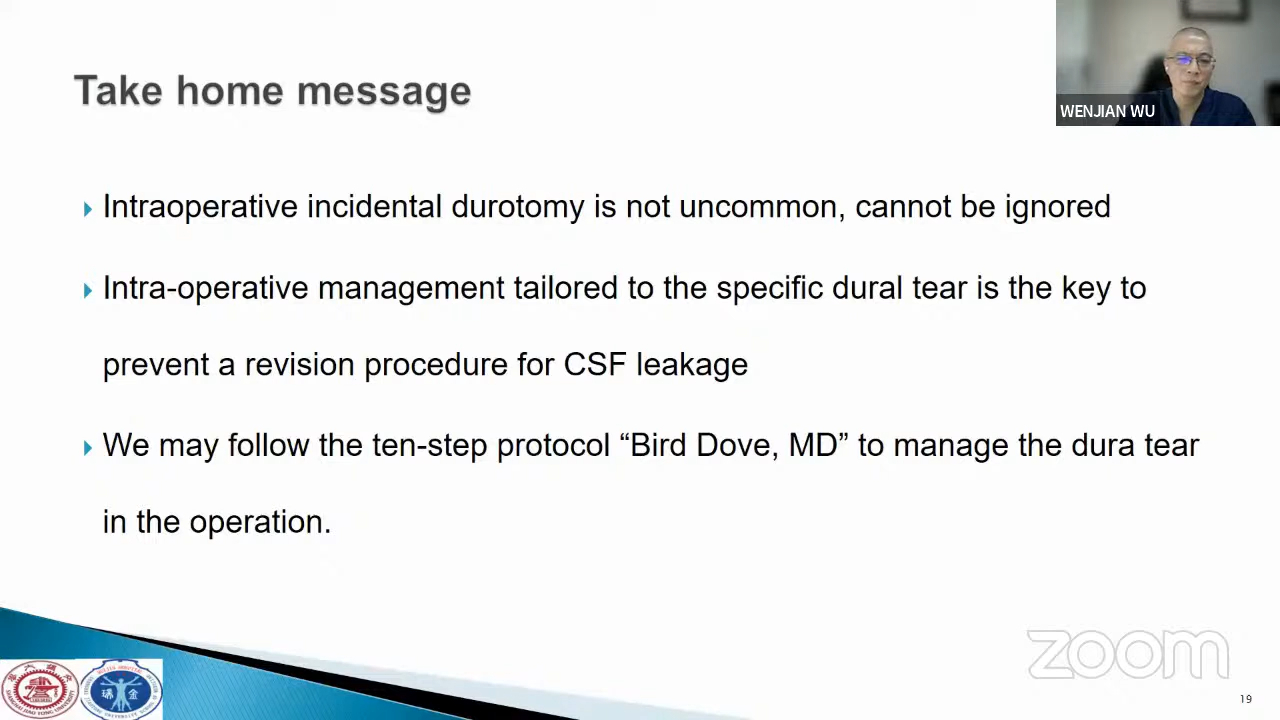 Take home message
WENJIAN WU
Intraoperative incidental durotomy is not uncommon, cannot be ignored
Intra-operative management tailored to the specific dural tear is the key to
prevent a revision procedure for CSF leakage
We may follow the ten-step protocol “Bird Dove, MD” to manage the dura tear
in the operation.
zoom
瑞金
19